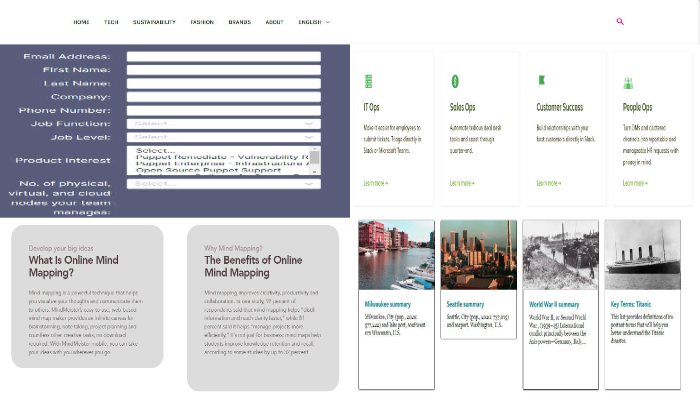 HOME TECH SUSTAINABILITY FASHION BRANDS ABOUT ENGLISH
Email Address:
First Name:
Last Name:
Company:
Phone Number:
Job Function: Select...
Job Level: Select...
Product Interest
Select...
Puppet Remediate - Vulnerability R
Puppet Enterprise - Infrastructure A
Open Source Puppet Support
No. of physical,
virtual, and cloud
nodes your team
manages:
Select...
IT Ops
Make it easier for employees to
submit tickets. Triage directly in
Slack or Microsoft Teams.
Learn more→
Sales Ops
Automate tedious deal desk
tasks and coast through
quarter-end.
Learn more→
Customer Success
Build relationships with your
best customers directly in Slack.
Learn more→
People Ops
Turn DMs and cluttered
channels into reportable and
manageable HR requests with
privacy in mind.
Learn more→
Develop your big ideas
What Is Online Mind
Mapping?
Mind mapping is a powerful technique that helps
you visualize your thoughts and communicate them
to others. MindMeister's easy to use, web-based
mind map maker provides an infinite canvas for
brainstorming, note taking, project planning and
countless other creative tasks, no download
required. With MindMeister mobile, you can take
your ideas with you wherever you go.
Why Mind Mapping?
The Benefits of Online
Mind Mapping
Mind mapping improves creativity, productivity and
collaboration. In one study, 92 percent of
respondents said that mind mapping helps "distill
information and reach clarity faster," while 91
percent said it helps "manage projects more
efficiently." It's not just for business: mind maps help
students improve knowledge retention and recall,
according to some studies by up to 32 percent.
Milwaukee summary
Milwaukee, City (pop., 2020:
577,222) and lake port, southeast
ern Wisconsin, U.S.
Seattle summary
Seattle, City (pop., 2020: 737,015)
and seaport, Washington, U.S.
World War II summary
World War II, or Second World War
, (1939–45) International
conflict principally between the
Axis powers—Germany, Italy,...
Key Terms: Titanic
This list provides definitions of im
portant terms that will help you
better understand the Titanic
disaster.